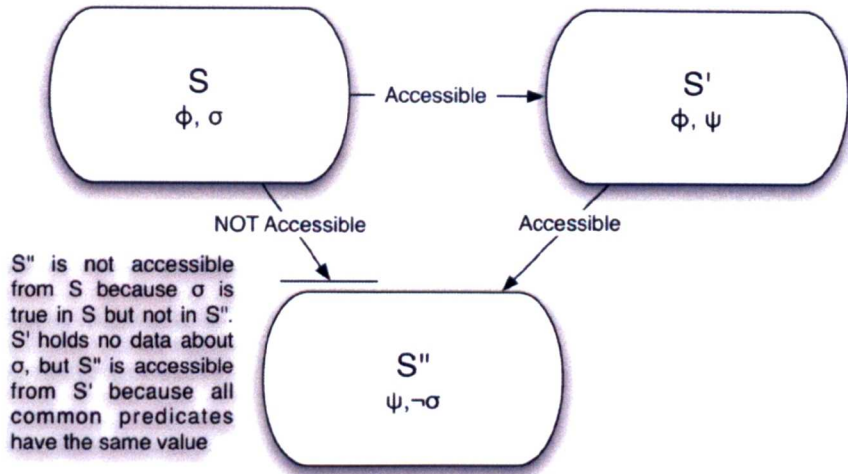 S
ϕ, σ
Accessible
S'
ϕ, ψ
NOT Accessible
Accessible
S" is not accessible
from S because σ is
true in S but not in S".
S' holds no data about
σ, but S" is accessible
from S' because all
common predicates
have the same value
S"
ψ,¬σ